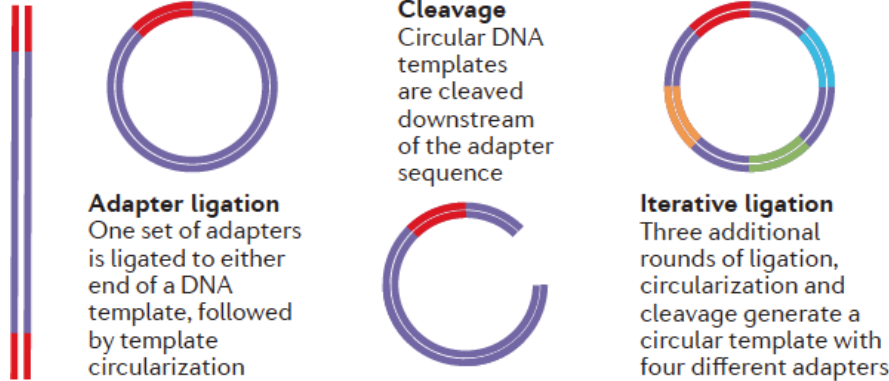 Adapter ligation
One set of adapters
is ligated to either
end of a DNA
template, followed
by template
circularization
Cleavage
Circular DNA
templates
are cleaved
downstream
of the adapter
sequence
Iterative ligation
Three additional
rounds of ligation,
circularization and
cleavage generate a
circular template with
four different adapters